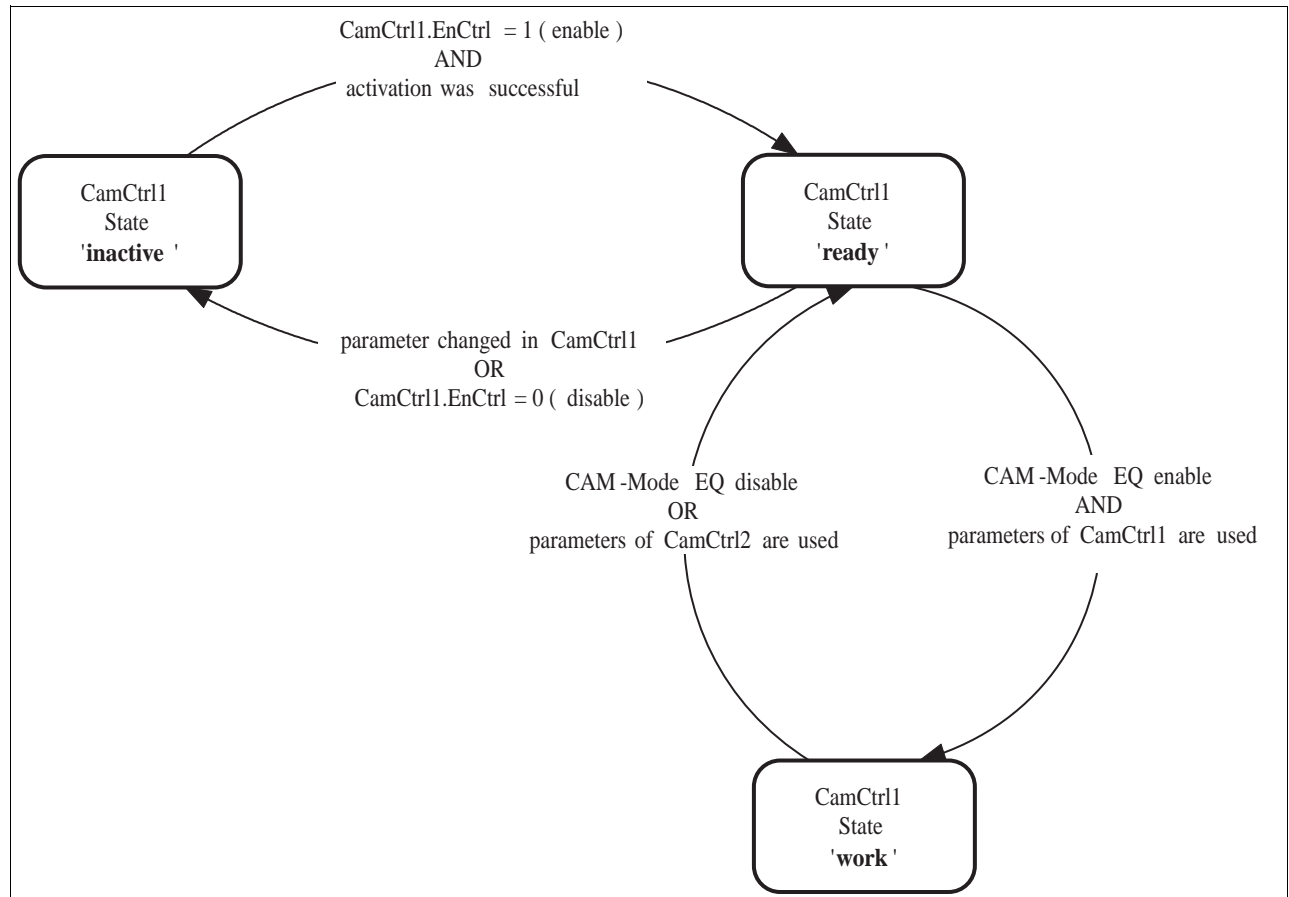 CamCtrl1.EnCtrl = 1 ( enable )
AND
activation was successful
CamCtrl1
State
'inactive '
CamCtrl1
State
'ready '
parameter changed in CamCtrl1
OR
CamCtrl1.EnCtrl = 0 ( disable )
CAM -Mode EQ disable
OR
parameters of CamCtrl2 are used
CAM -Mode EQ enable
AND
parameters of CamCtrl1 are used
CamCtrl1
State
'work '